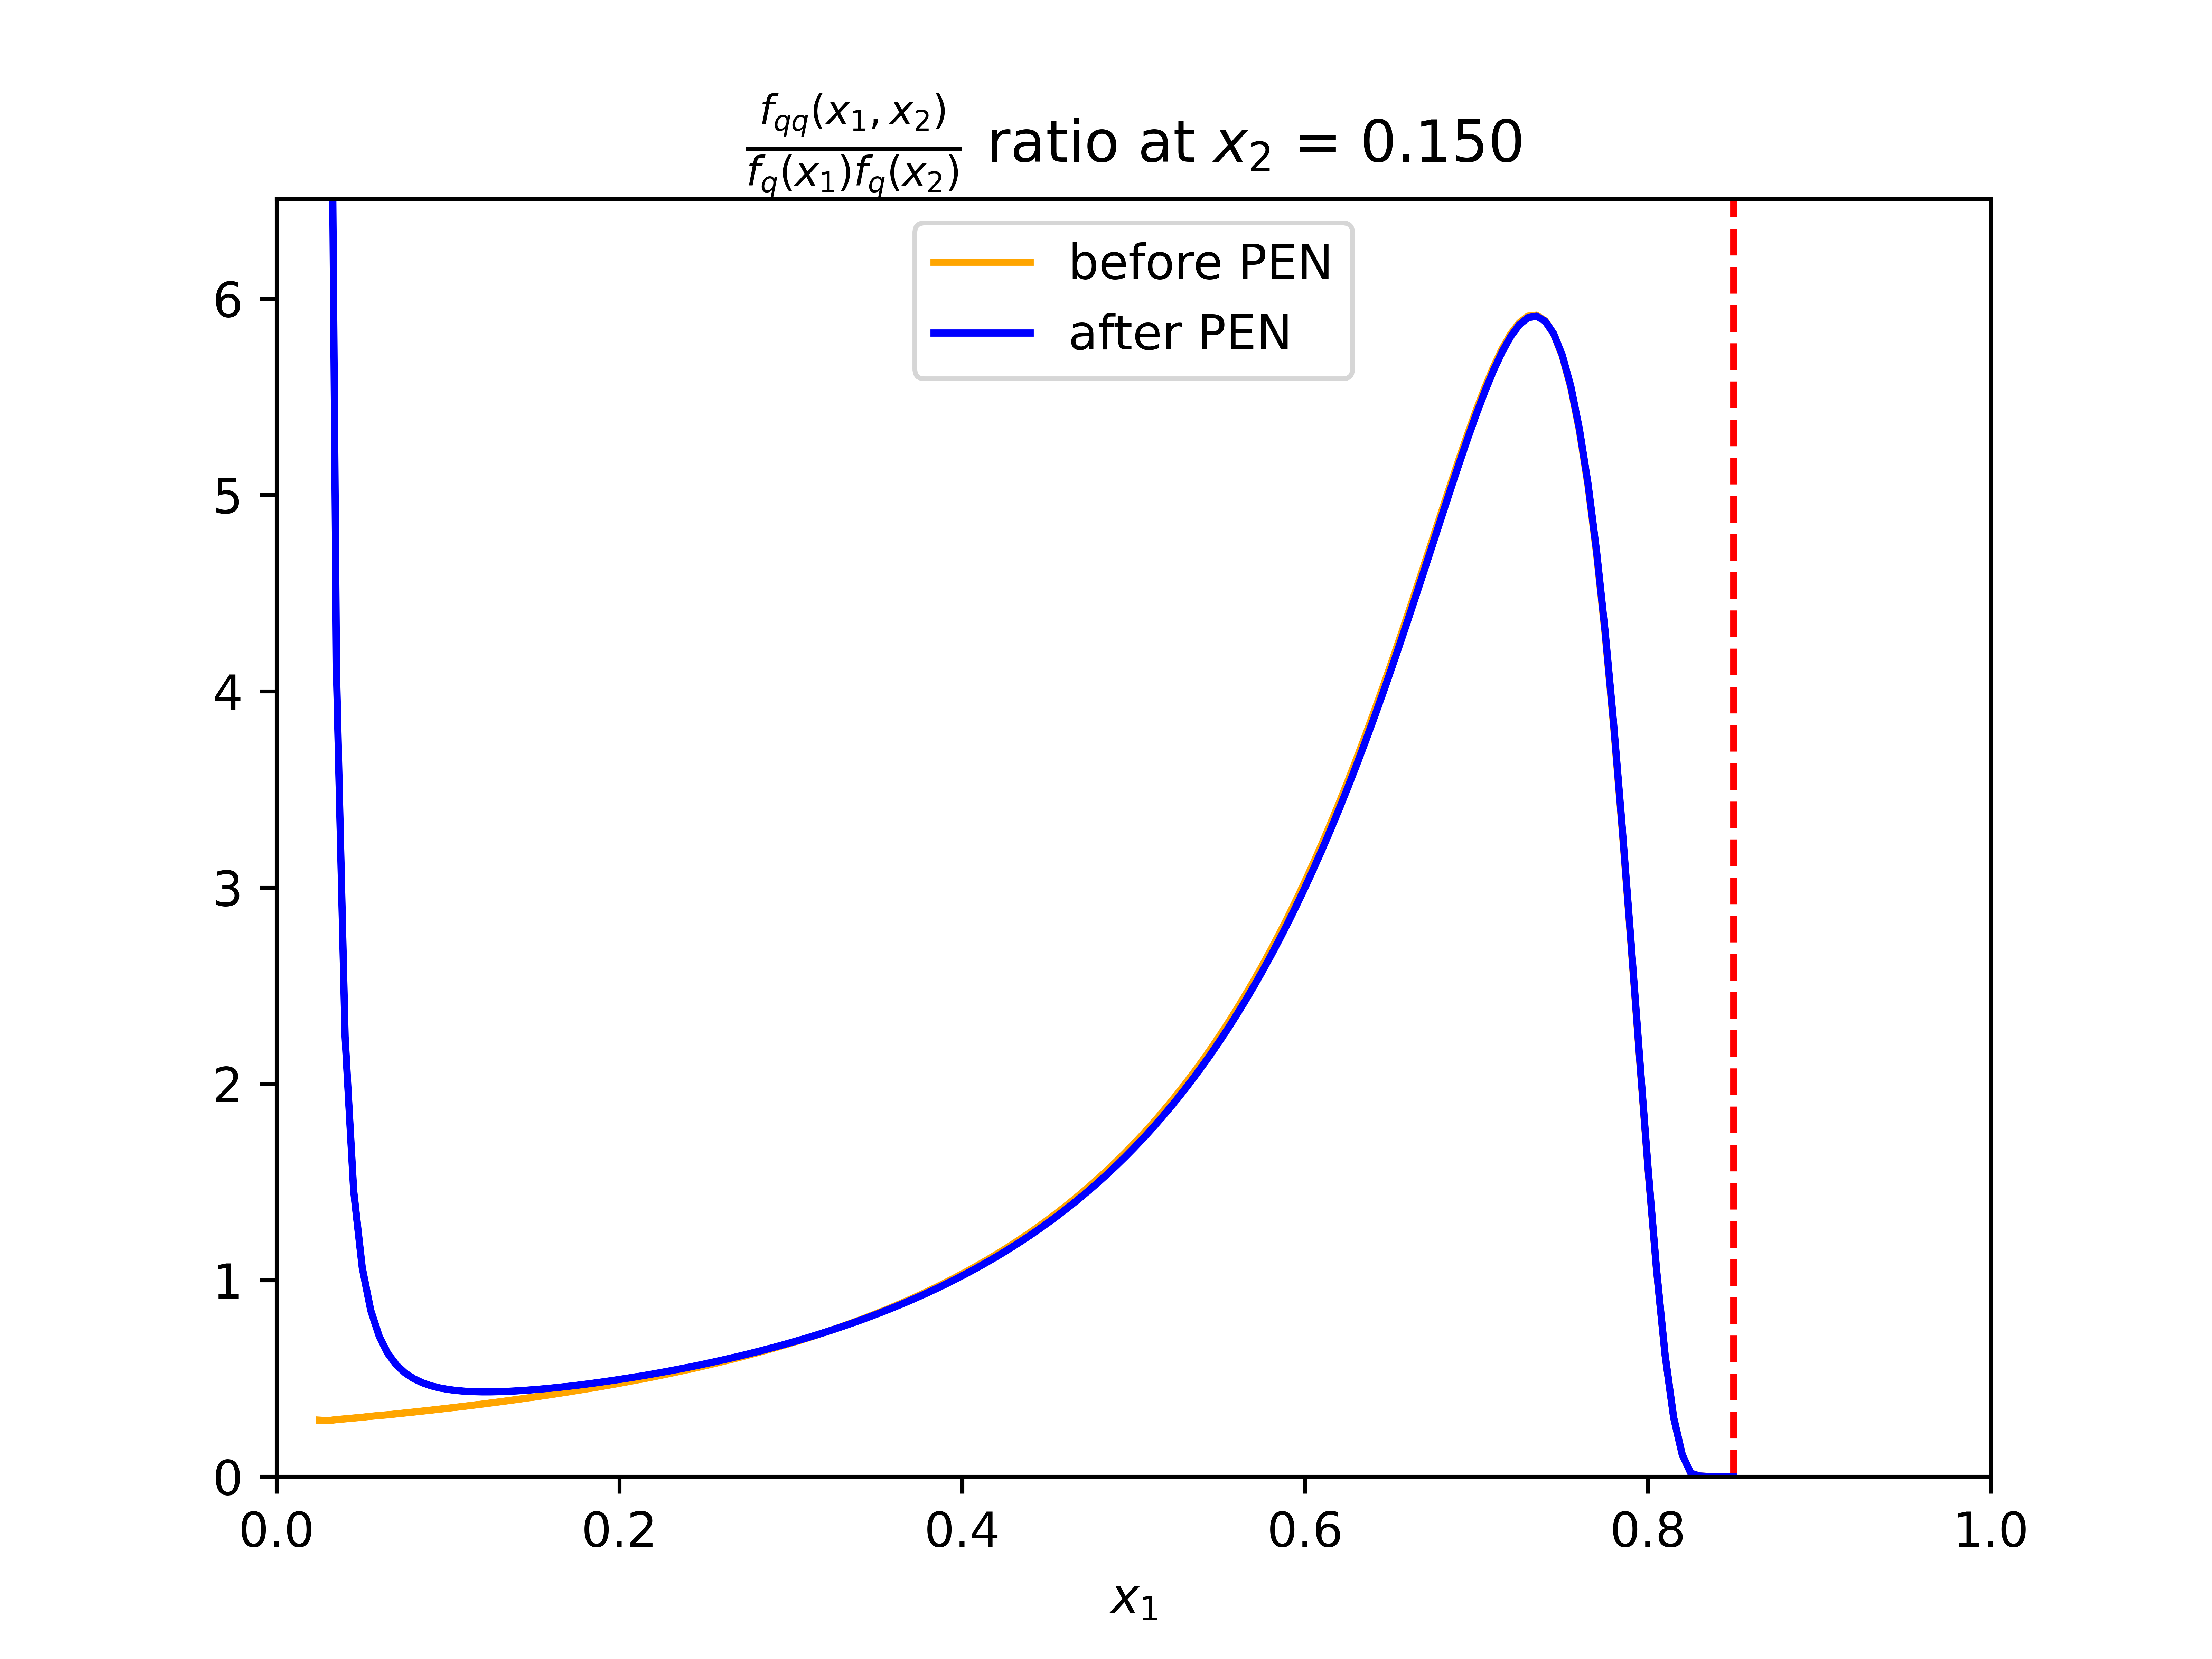 f_qq(x_1, x_2)
f_q(x_1)f_q(x_2) ratio at x_2 = 0.150
before PEN
after PEN
6
5
4
3
2
1
0
0.0 0.2 0.4 0.6 0.8 1.0
x_1